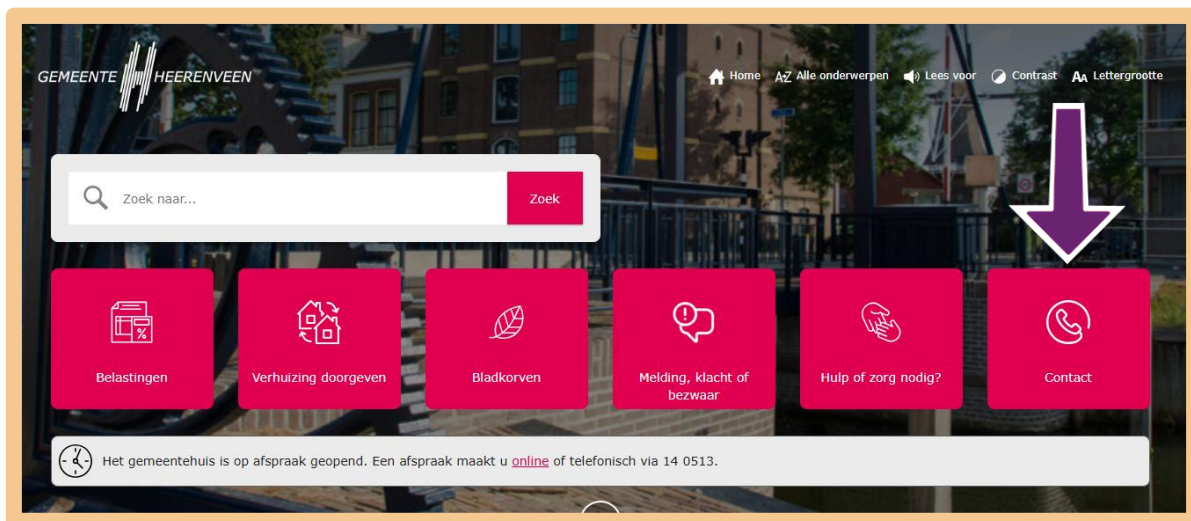 GEMEENTE HEERENVEEN
Home AZ Alle onderwerpen Lees voor Contrast AA Lettergrootte
Zoek naar... Zoek
%
Belastingen
Verhuizing doorgeven
Bladkorven
Melding, klacht of
bezwaar
Hulp of zorg nodig?
Contact
Het gemeentehuis is op afspraak geopend. Een afspraak maakt u online of telefonisch via 14 0513.